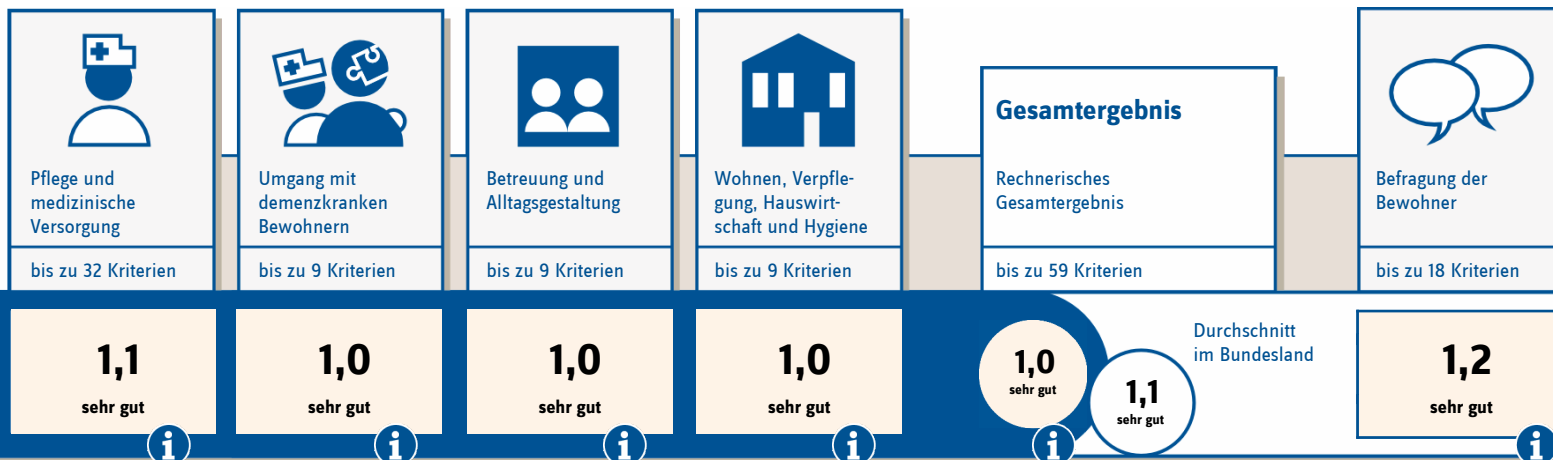 Pflege und
medizinische
Versorgung
bis zu 32 Kriterien
1,1
sehr gut
Umgang mit
demenzkranken
Bewohnern
bis zu 9 Kriterien
1,0
sehr gut
Betreuung und
Alltagsgestaltung
bis zu 9 Kriterien
1,0
sehr gut
Wohnen, Verpfle-
gung, Hauswirt-
schaft und Hygiene
bis zu 9 Kriterien
1,0
sehr gut
Gesamtergebnis
Rechnerisches
Gesamtergebnis
bis zu 59 Kriterien
1,0
sehr gut
1,1
sehr gut
Durchschnitt
im Bundesland
Befragung der
Bewohner
bis zu 18 Kriterien
1,2
sehr gut